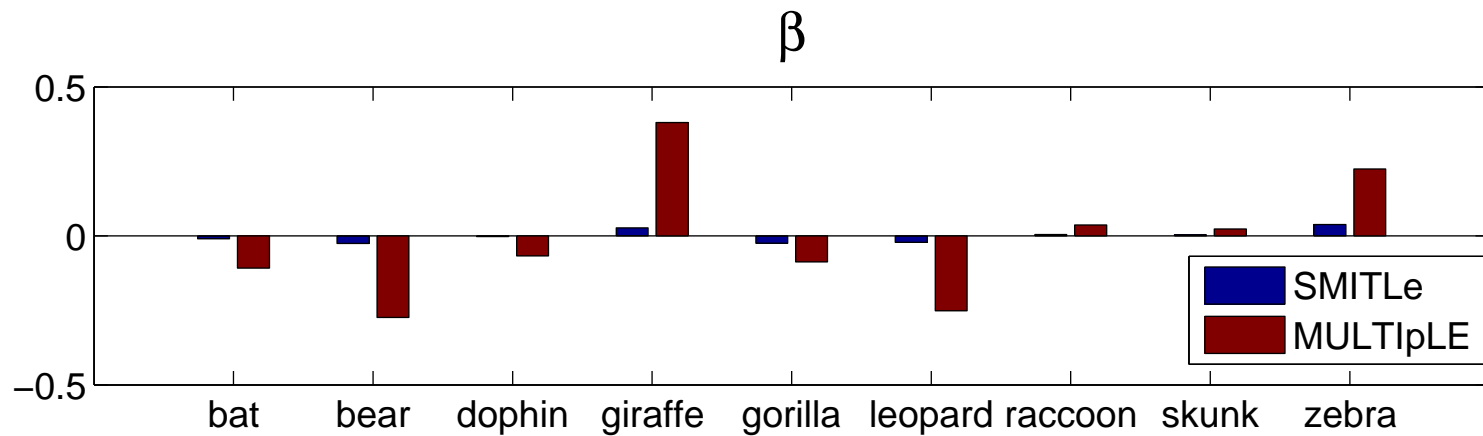 β
0.5
0
−0.5
bat bear dophin giraffe gorilla leopard raccoon skunk zebra
SMITLe
MULTIpLE